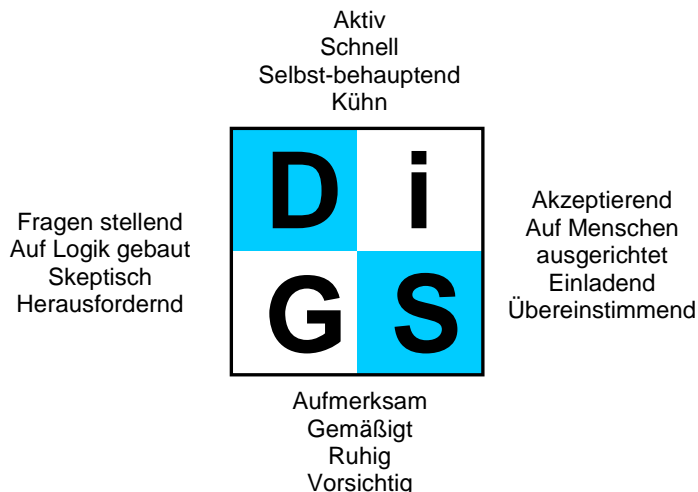 Aktiv
Schnell
Selbst-behauptend
Kühn
D i
Fragen stellend
Auf Logik gebaut
Skeptisch
Herausfordernd
Akzeptierend
Auf Menschen
ausgerichtet
Einladend
Übereinstimmend
G S
Aufmerksam
Gemäßigt
Ruhig
Vorsichtig